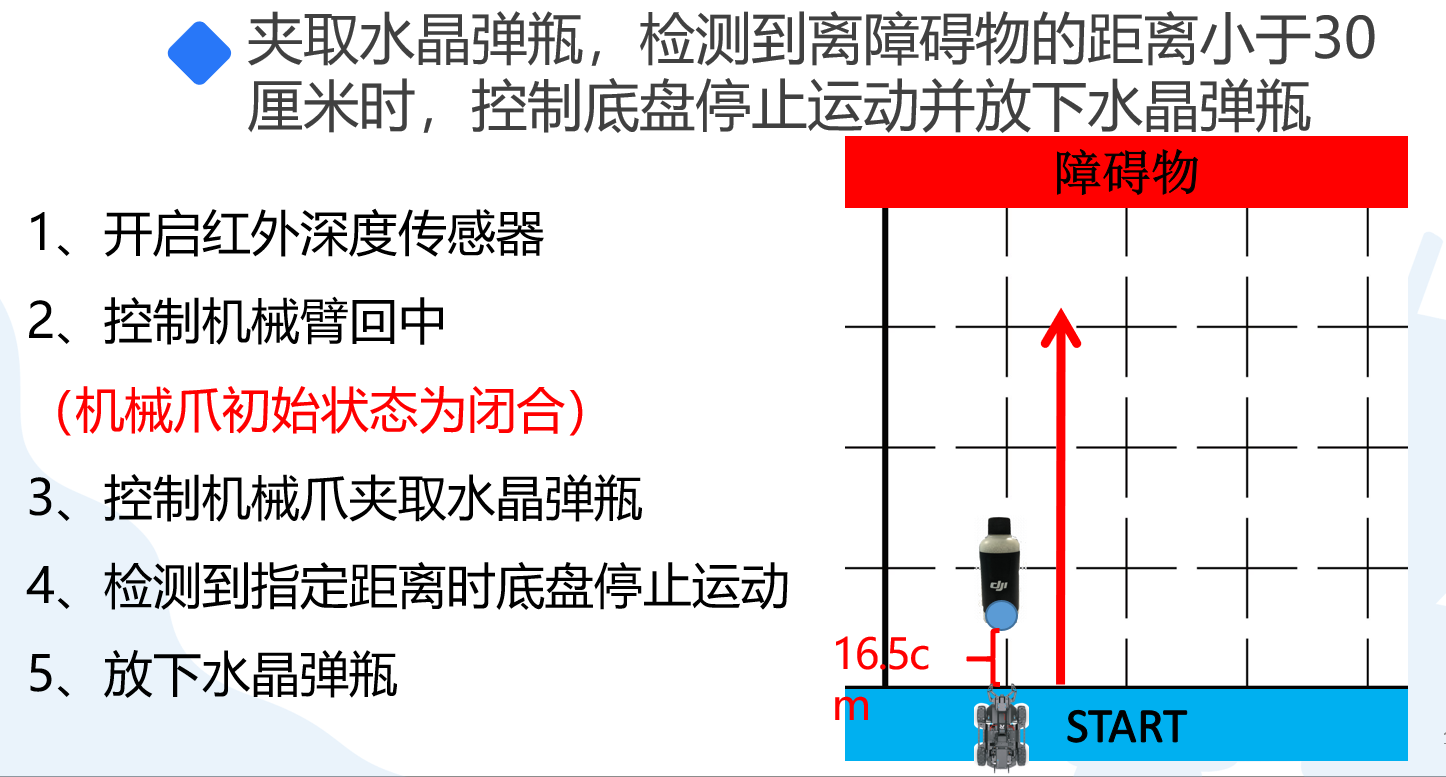 夹取水晶弹瓶，检测到离障碍物的距离小于30
厘米时，控制底盘停止运动并放下水晶弹瓶
障碍物
1、开启红外深度传感器
2、控制机械臂回中
（机械爪初始状态为闭合）
3、控制机械爪夹取水晶弹瓶
4、检测到指定距离时底盘停止运动
5、放下水晶弹瓶
dji
16.5c
m
START